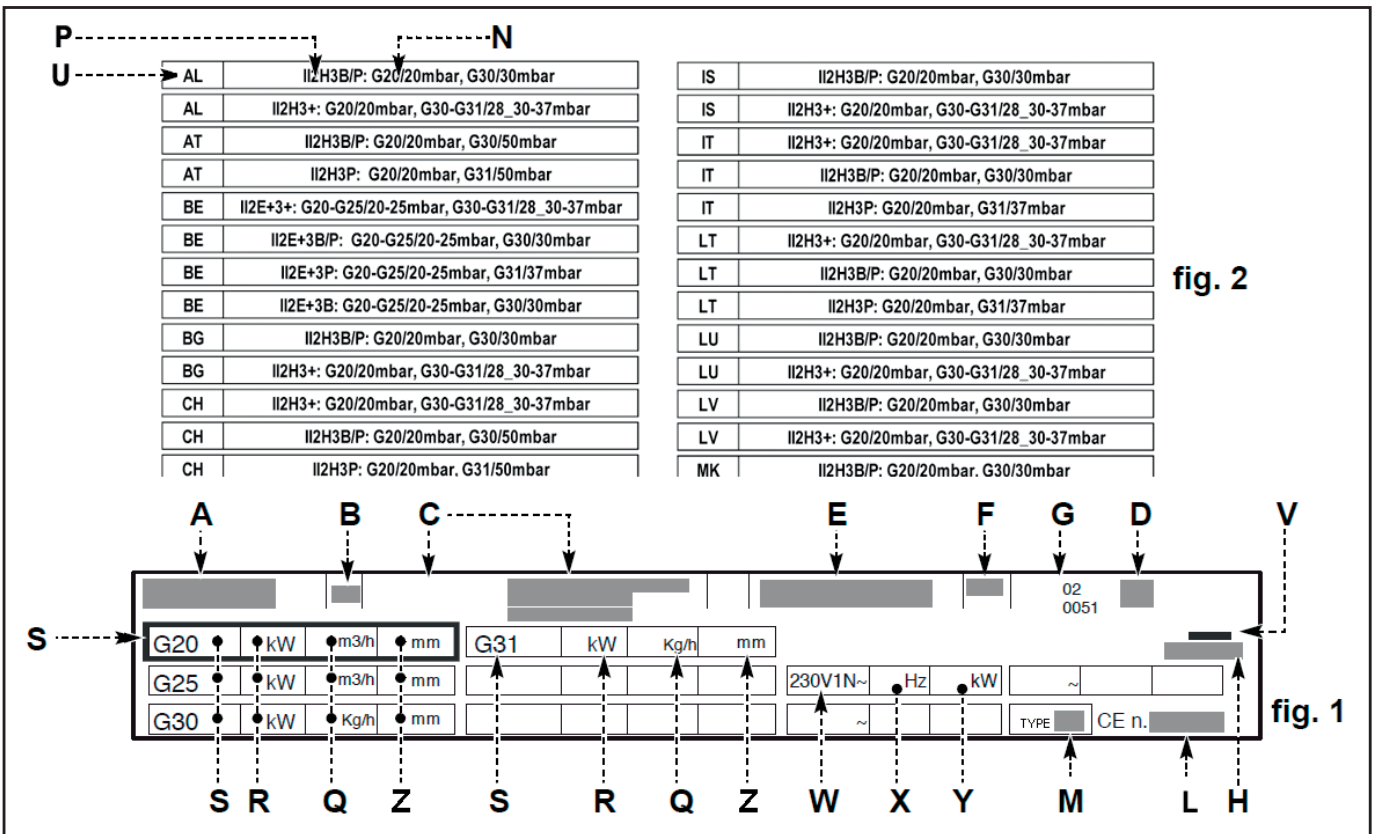 P N
U
AL II2H3B/P: G20/20mbar, G30/30mbar
AL II2H3+: G20/20mbar, G30-G31/28_30-37mbar
AT II2H3B/P: G20/20mbar, G30/50mbar
AT II2H3P: G20/20mbar, G31/50mbar
BE II2E+3+: G20-G25/20-25mbar, G30-G31/28_30-37mbar
BE II2E+3B/P: G20-G25/20-25mbar, G30/30mbar
BE II2E+3P: G20-G25/20-25mbar, G31/37mbar
BE II2E+3B: G20-G25/20-25mbar, G30/30mbar
BG II2H3B/P: G20/20mbar, G30/30mbar
BG II2H3+: G20/20mbar, G30-G31/28_30-37mbar
CH II2H3+: G20/20mbar, G30-G31/28_30-37mbar
CH II2H3B/P: G20/20mbar, G30/50mbar
CH II2H3P: G20/20mbar, G31/50mbar
IS II2H3B/P: G20/20mbar, G30/30mbar
IS II2H3+: G20/20mbar, G30-G31/28_30-37mbar
IT II2H3+: G20/20mbar, G30-G31/28_30-37mbar
IT II2H3B/P: G20/20mbar, G30/30mbar
IT II2H3P: G20/20mbar, G31/37mbar
LT II2H3+: G20/20mbar, G30-G31/28_30-37mbar
LT II2H3B/P: G20/20mbar, G30/30mbar
LT II2H3P: G20/20mbar, G31/37mbar
LU II2H3B/P: G20/20mbar, G30/30mbar
LU II2H3+: G20/20mbar, G30-G31/28_30-37mbar
LV II2H3B/P: G20/20mbar, G30/30mbar
LV II2H3+: G20/20mbar, G30-G31/28_30-37mbar
MK II2H3B/P: G20/20mbar, G30/30mbar
fig. 2
A B C E F G D V
02
0051
S
G20 kW m3/h mm G31 kW Kg/h mm
G25 kW m3/h mm 230V1N~ Hz kW ~
G30 kW Kg/h mm ~ TYPE CE n.
fig. 1
S R Q Z S R Q Z W X Y M L H